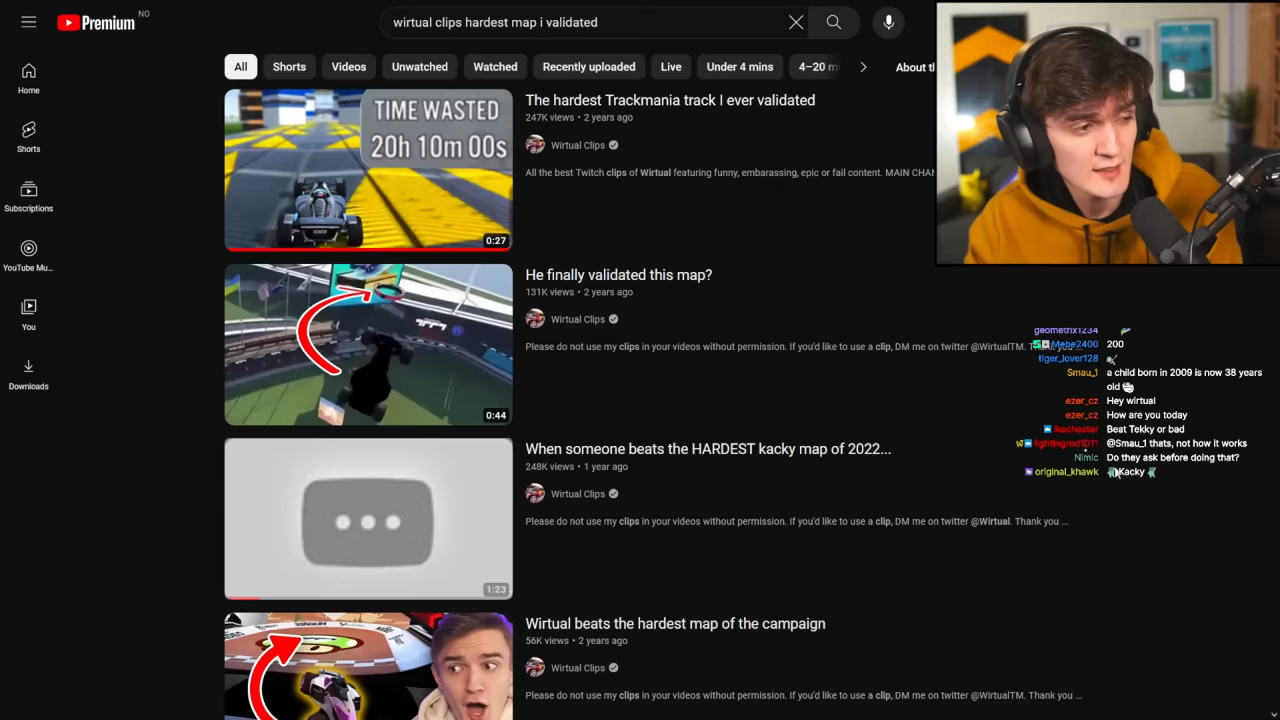 Premium NO
wirtual clips hardest map i validated
Home
Shorts
Subscriptions
YouTube Mu...
You
Downloads
All
Shorts
Videos
Unwatched
Watched
Recently uploaded
Live
Under 4 mins
4–20 m
About th
TIME WASTED
20h 10m 00s
0:27
The hardest Trackmania track I ever validated
247K views • 2 years ago
Wirtual Clips
All the best Twitch clips of Wirtual featuring funny, embarassing, epic or fail content. MAIN CHAN
0:44
He finally validated this map?
131K views • 2 years ago
Wirtual Clips
Please do not use my clips in your videos without permission. If you'd like to use a clip, DM me on twitter @WirtualTM.
1:23
When someone beats the HARDEST kacky map of 2022...
248K views • 1 year ago
Wirtual Clips
Please do not use my clips in your videos without permission. If you'd like to use a clip, DM me on twitter @Wirtual. Thank you ...
Wirtual beats the hardest map of the campaign
56K views • 2 years ago
Wirtual Clips
Please do not use my clips in your videos without permission. If you'd like to use a clip, DM me on twitter @WirtualTM. Thank you ...
geometrix1234
Mebe2400 200
tiger_lover128
Smau_1 a child born in 2009 is now 38 years
old
ezer_cz Hey wirtual
ezer_cz How are you today
Beat Tekky or bad
lightingrod1011 @Smau_1 thats, not how it works
Nimic Do they ask before doing that?
original_khawk Kacky